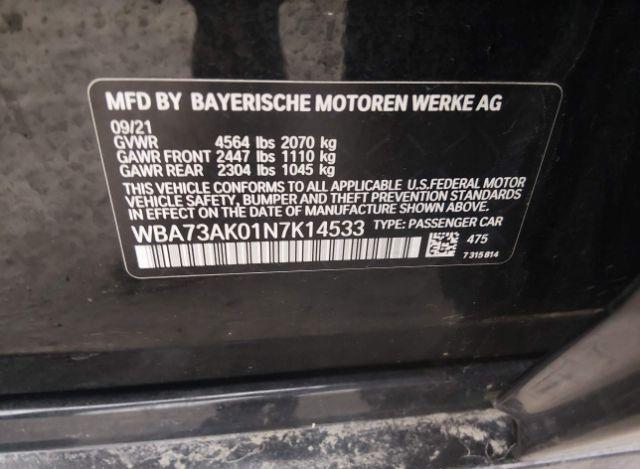 MFD BY BAYERISCHE MOTOREN WERKE AG
09/21
GVWR 4564 lbs 2070 kg
GAWR FRONT 2447 lbs 1110 kg
GAWR REAR 2304 lbs 1045 kg
THIS VEHICLE CONFORMS TO ALL APPLICABLE U.S.FEDERAL MOTOR
VEHICLE SAFETY, BUMPER AND THEFT PREVENTION STANDARDS
IN EFFECT ON THE DATE OF MANUFACTURE SHOWN ABOVE.
WBA73AK01N7K14533 TYPE: PASSENGER CAR
475
7315814